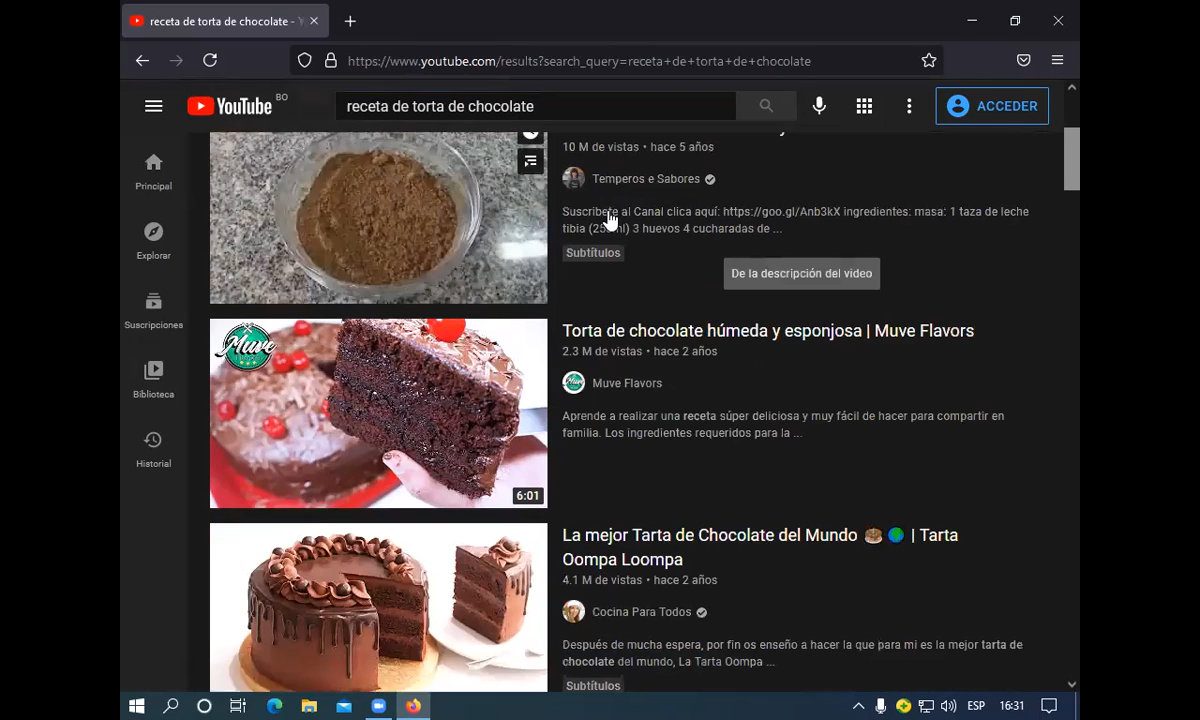 receta de torta de chocolate - Y
https://www.youtube.com/results?search_query=receta+de+torta+de+chocolate
YouTube BO
receta de torta de chocolate
ACCEDER
Principal
Explorar
Suscripciones
Biblioteca
Historial
10 M de vistas • hace 5 años
Temperos e Sabores
Suscribete al Canal clica aquí: https://goo.gl/Anb3kX ingredientes: masa: 1 taza de leche
tibia (250ml) 3 huevos 4 cucharadas de ...
Subtítulos
De la descripción del video
Muve
6:01
Torta de chocolate húmeda y esponjosa | Muve Flavors
2.3 M de vistas • hace 2 años
Muve Flavors
Aprende a realizar una receta súper deliciosa y muy fácil de hacer para compartir en
familia. Los ingredientes requeridos para la ...
La mejor Tarta de Chocolate del Mundo 🎂 🌎 | Tarta
Oompa Loompa
4.1 M de vistas • hace 2 años
Cocina Para Todos
Después de mucha espera, por fin os enseño a hacer la que para mi es la mejor tarta de
chocolate del mundo, La Tarta Oompa ...
Subtítulos
ESP
16:31